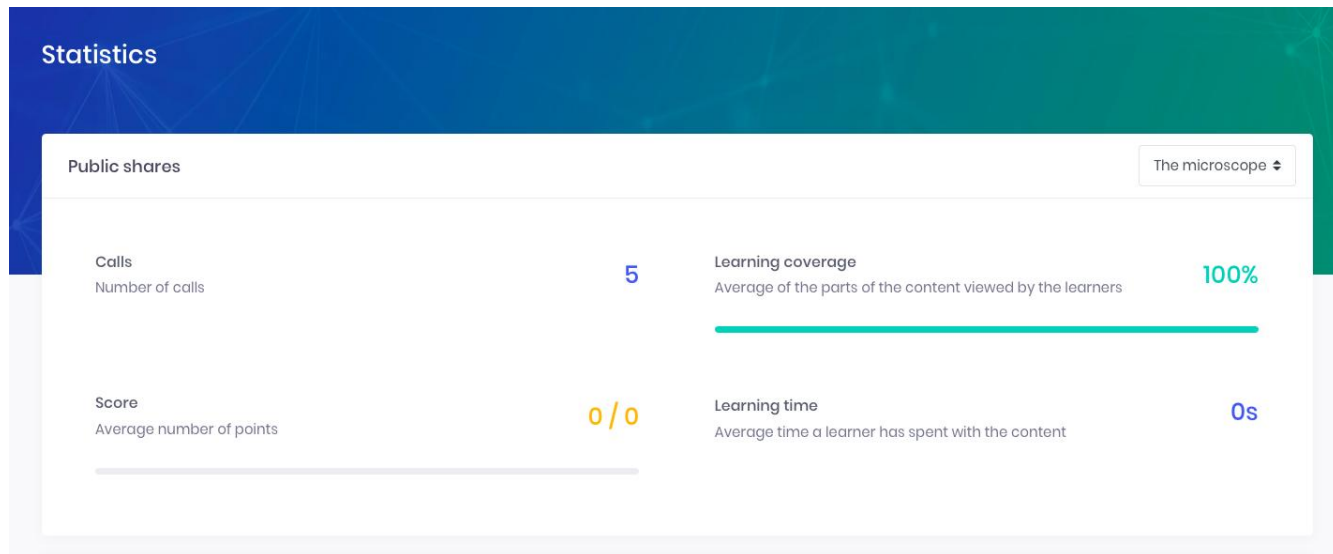 Statistics
Public shares
The microscope
Calls
Number of calls
5
Learning coverage
Average of the parts of the content viewed by the learners
100%
Score
Average number of points
0 / 0
Learning time
Average time a learner has spent with the content
0s